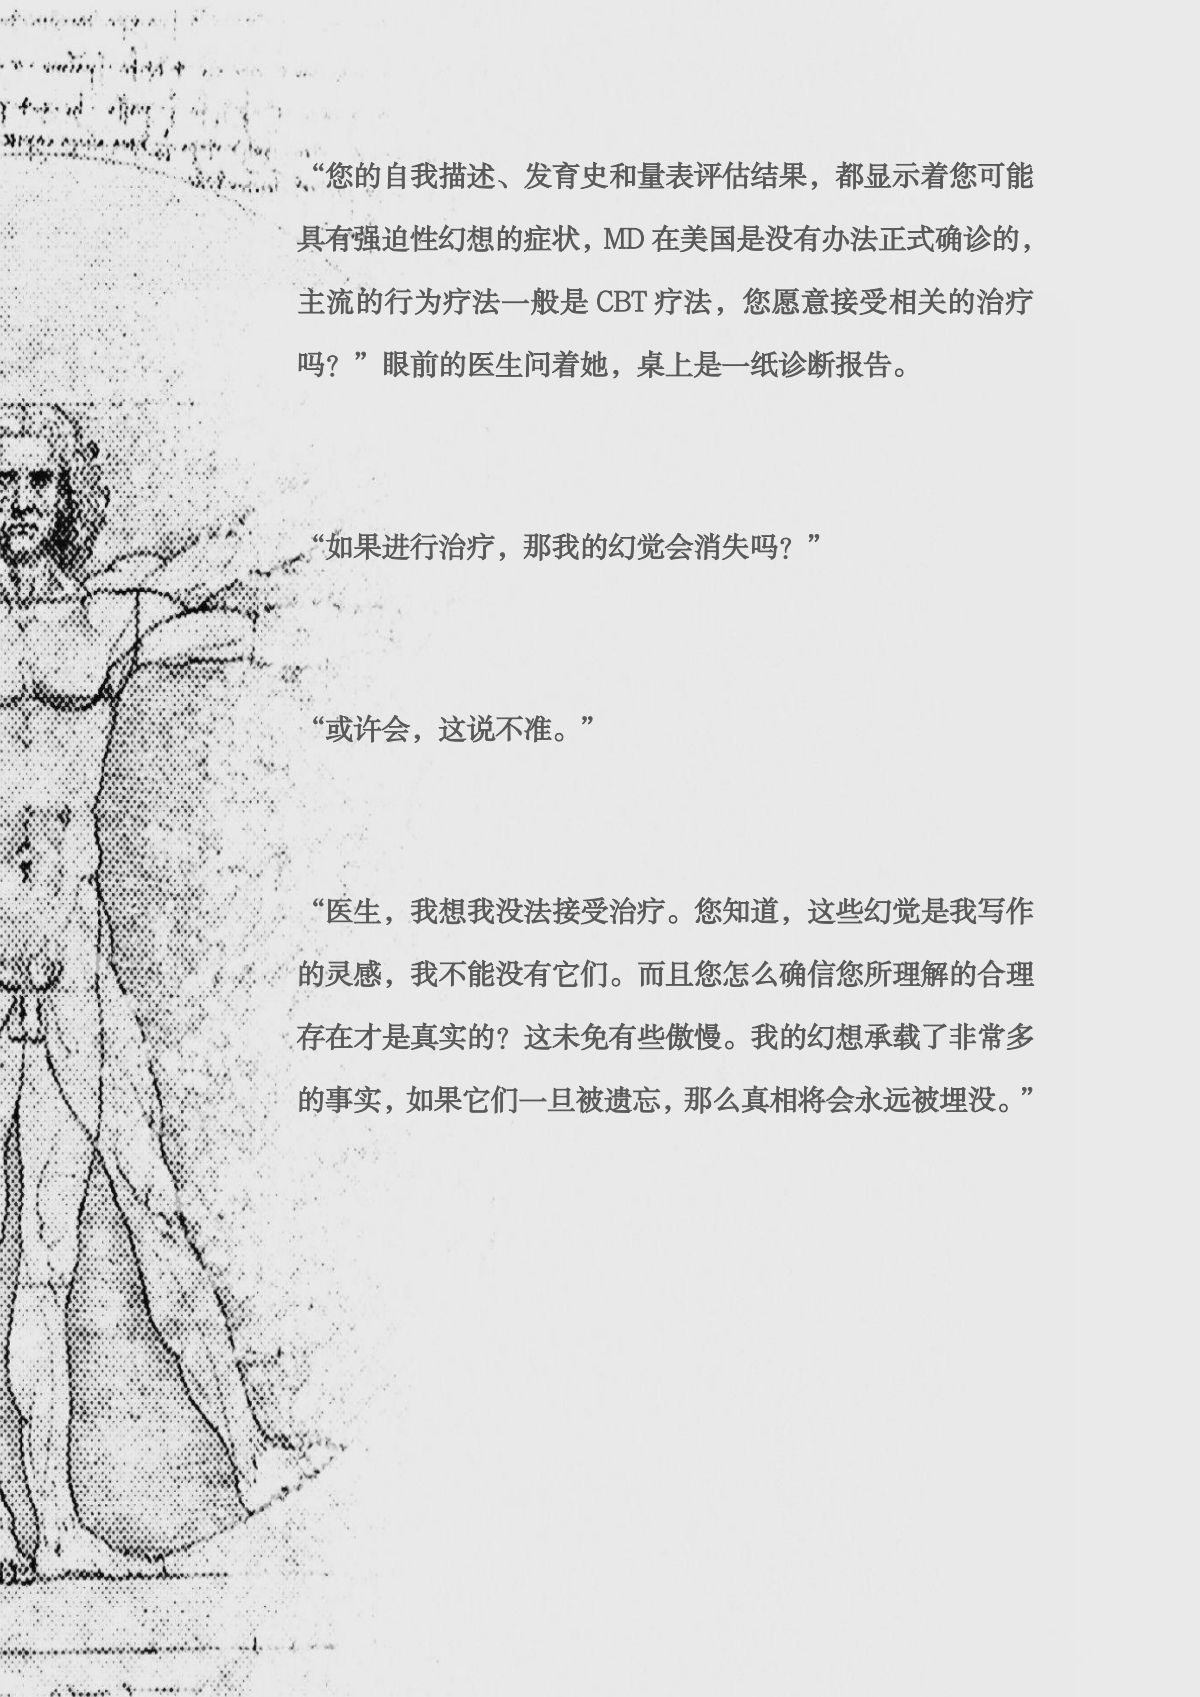 “您的自我描述、发育史和量表评估结果，都显示着您可能
具有强迫性幻想的症状，MD 在美国是没有办法正式确诊的，
主流的行为疗法一般是 CBT 疗法，您愿意接受相关的治疗
吗？”眼前的医生问着她，桌上是一纸诊断报告。
“如果进行治疗，那我的幻觉会消失吗？”
“或许会，这说不准。”
“医生，我想我没法接受治疗。您知道，这些幻觉是我写作
的灵感，我不能没有它们。而且您怎么确信您所理解的合理
存在才是真实的？这未免有些傲慢。我的幻想承载了非常多
的事实，如果它们一旦被遗忘，那么真相将会永远被埋没。”